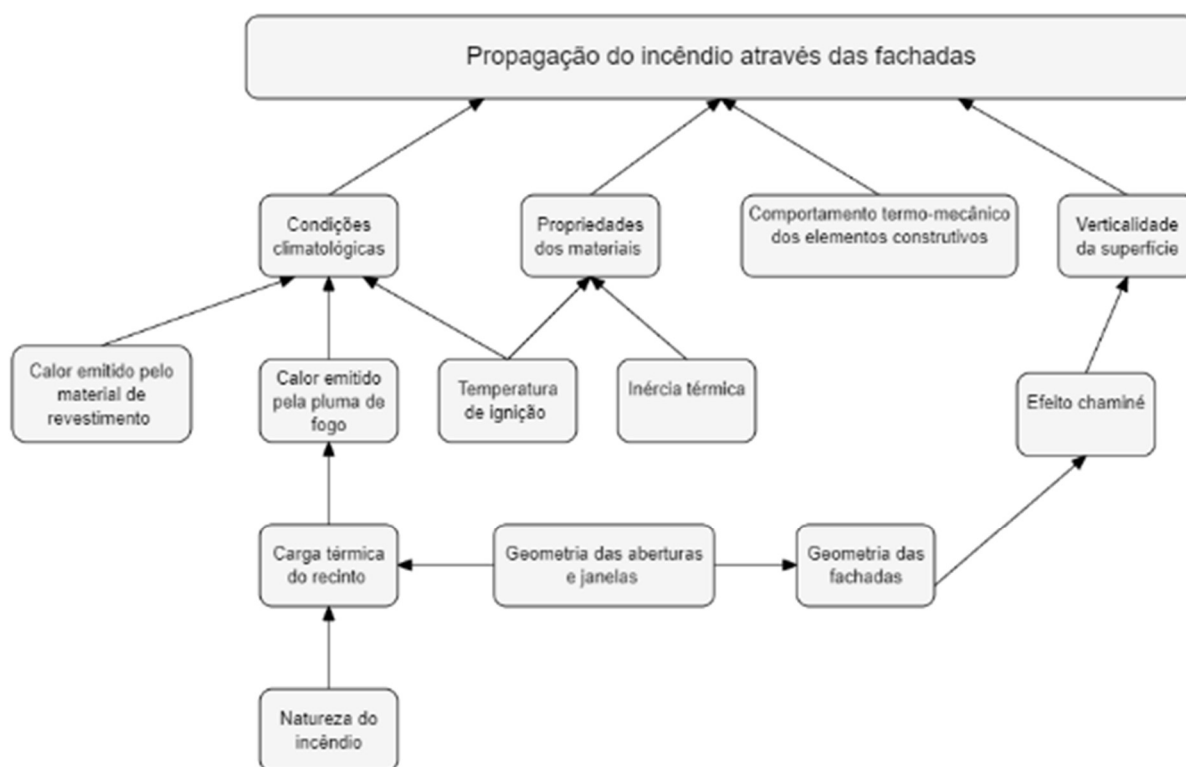 Propagação do incêndio através das fachadas
Condições
climatológicas
Propriedades
dos materiais
Comportamento termo-mecânico
dos elementos construtivos
Verticalidade
da superfície
Calor emitido pelo
material de
revestimento
Calor emitido
pela pluma de
fogo
Temperatura
de ignição
Inércia térmica
Efeito chaminé
Carga térmica
do recinto
Geometria das aberturas
e janelas
Geometria das
fachadas
Natureza do
incêndio